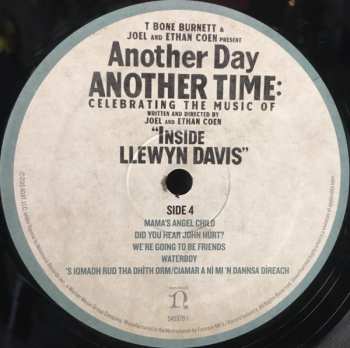 T BONE BURNETT &
JOEL AND ETHAN COEN PRESENT
Another Day
ANOTHER TIME:
CELEBRATING THE MUSIC OF
WRITTEN AND DIRECTED BY
JOEL AND ETHAN COEN
"INSIDE
LLEWYN DAVIS"
SIDE 4
MAMA'S ANGEL CHILD
DID YOU HEAR JOHN HURT?
WE'RE GOING TO BE FRIENDS
WATERBOY
'S IOMADH RUD THA DHÌTH ORM/CIAMAR A NÌ MI 'N DANNSA DÌREACH